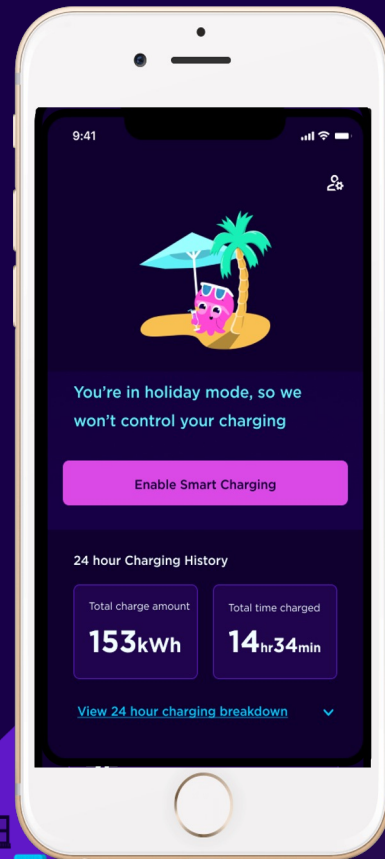 9:41
You're in holiday mode, so we
won't control your charging
Enable Smart Charging
24 hour Charging History
Total charge amount
153kWh
Total time charged
14hr34min
View 24 hour charging breakdown